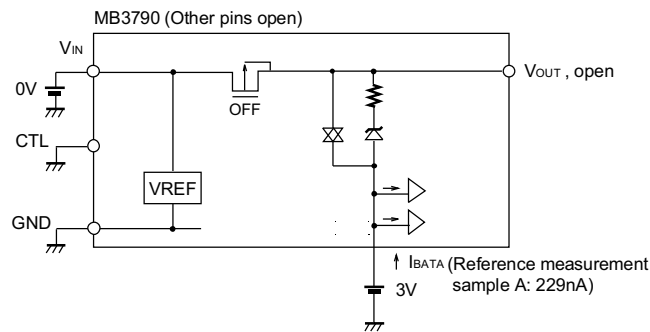 MB3790 (Other pins open)
VIN
VOUT , open
0V
OFF
CTL
VREF
GND
IBATA (Reference measurement
sample A: 229nA)
3V